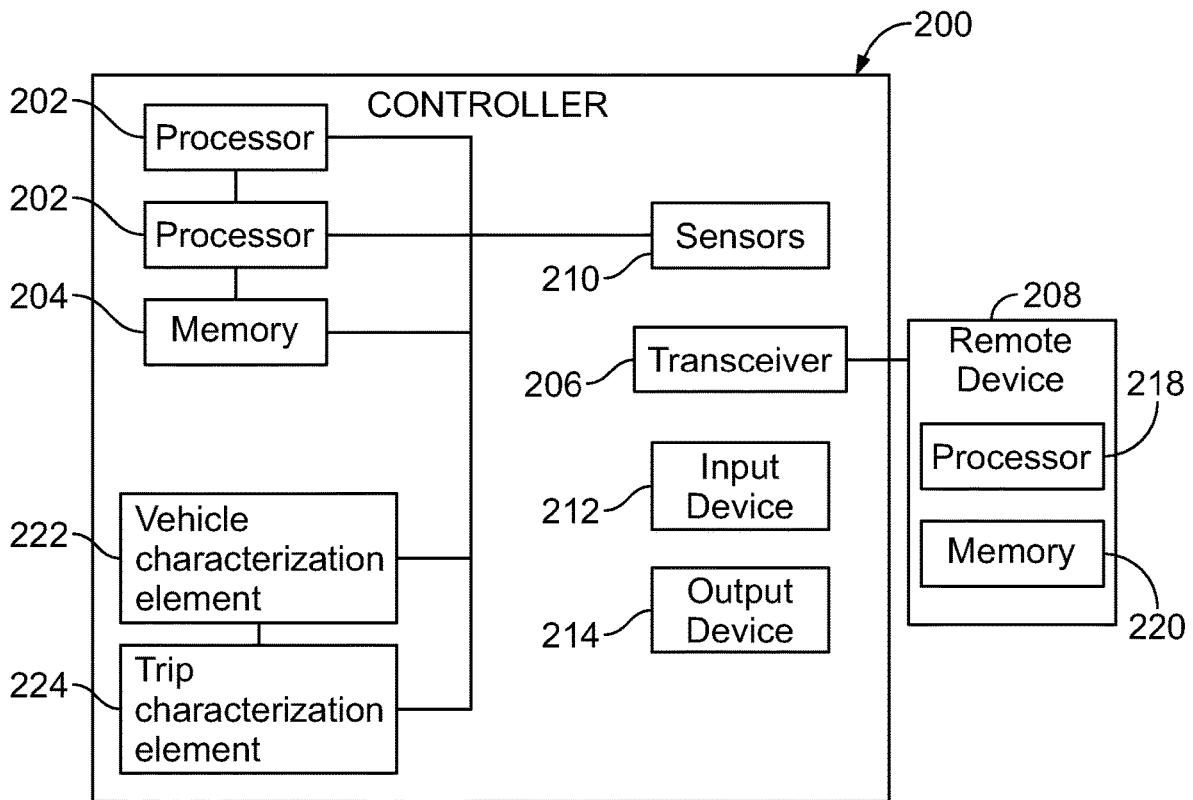 200
CONTROLLER
202
Processor
202
Processor
204
Memory
Sensors
210
Transceiver
206
208
Remote
Device
218
Processor
Memory
220
Input
Device
212
Output
Device
214
222
Vehicle
characterization
element
224
Trip
characterization
element